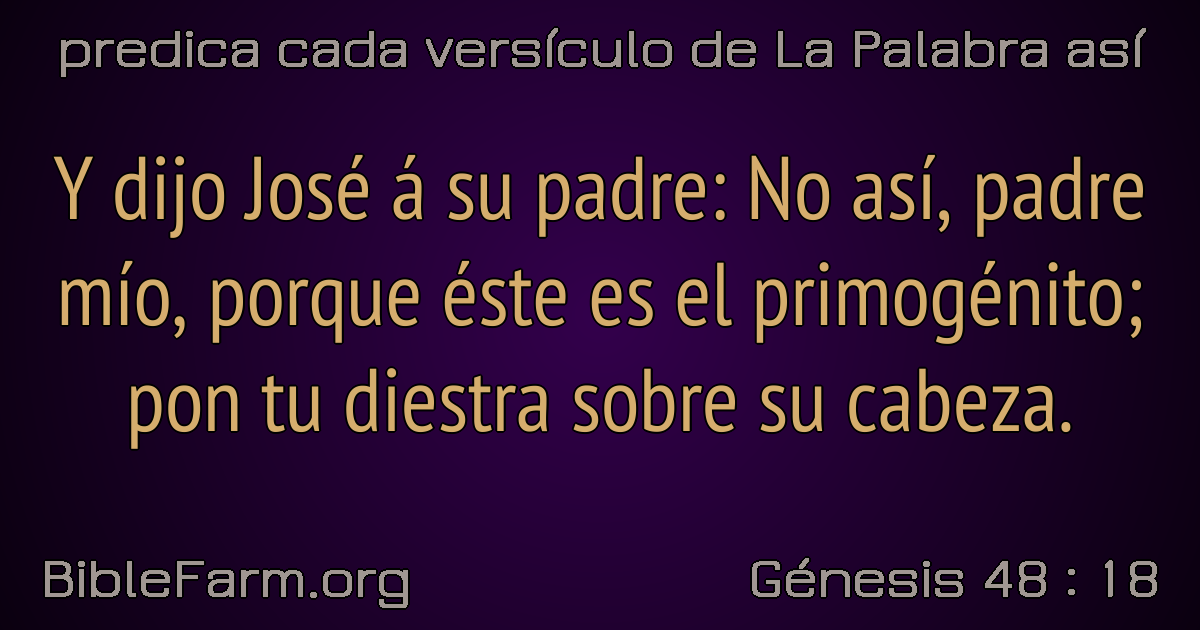 predica cada versículo de La Palabra así
Y dijo José á su padre: No así, padre
mío, porque éste es el primogénito;
pon tu diestra sobre su cabeza.
BibleFarm.org
Génesis 48 : 18